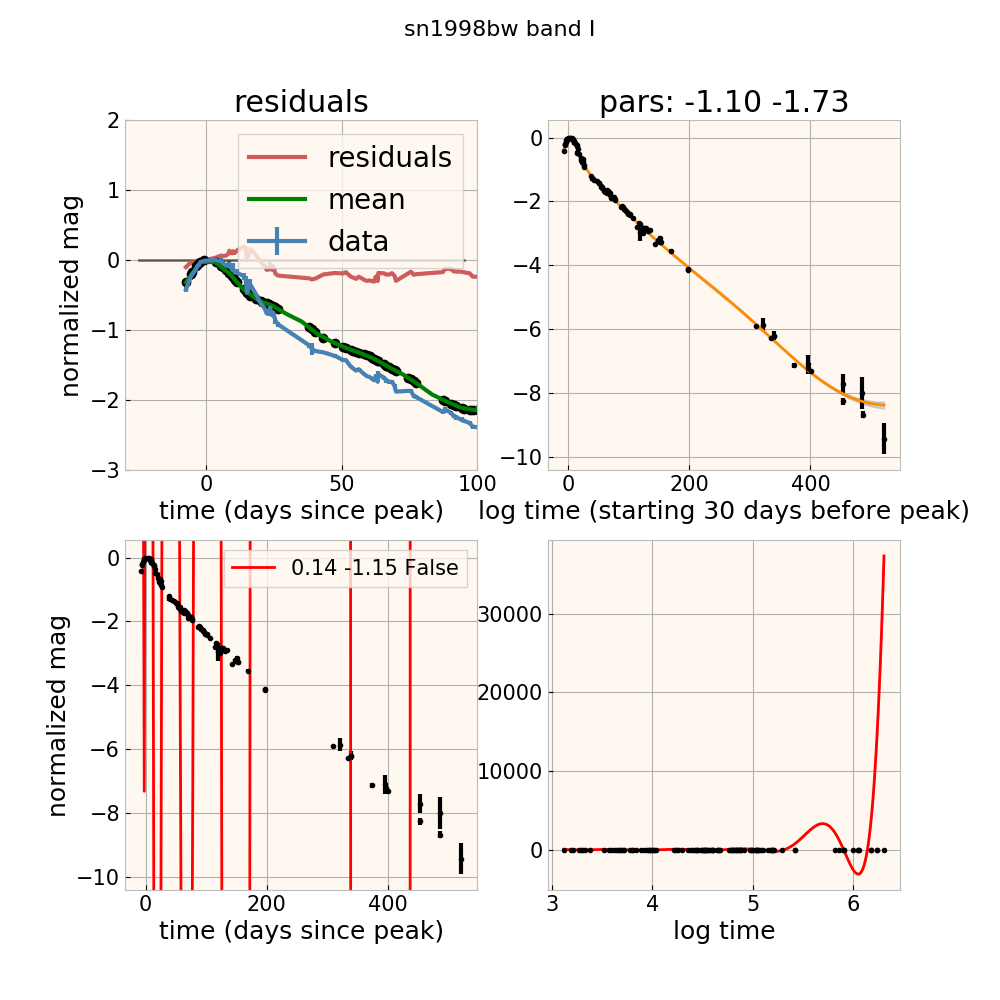 sn1998bw band I
residuals
pars: -1.10 -1.73
normalized mag
2
1
0
−1
−2
−3
residuals
mean
data
0
50
100
time (days since peak)
0
−2
−4
−6
−8
−10
0
200
400
log time (starting 30 days before peak)
normalized mag
0
−2
−4
−6
−8
−10
0.14 -1.15 False
0
200
400
time (days since peak)
30000
20000
10000
0
3
4
5
6
log time